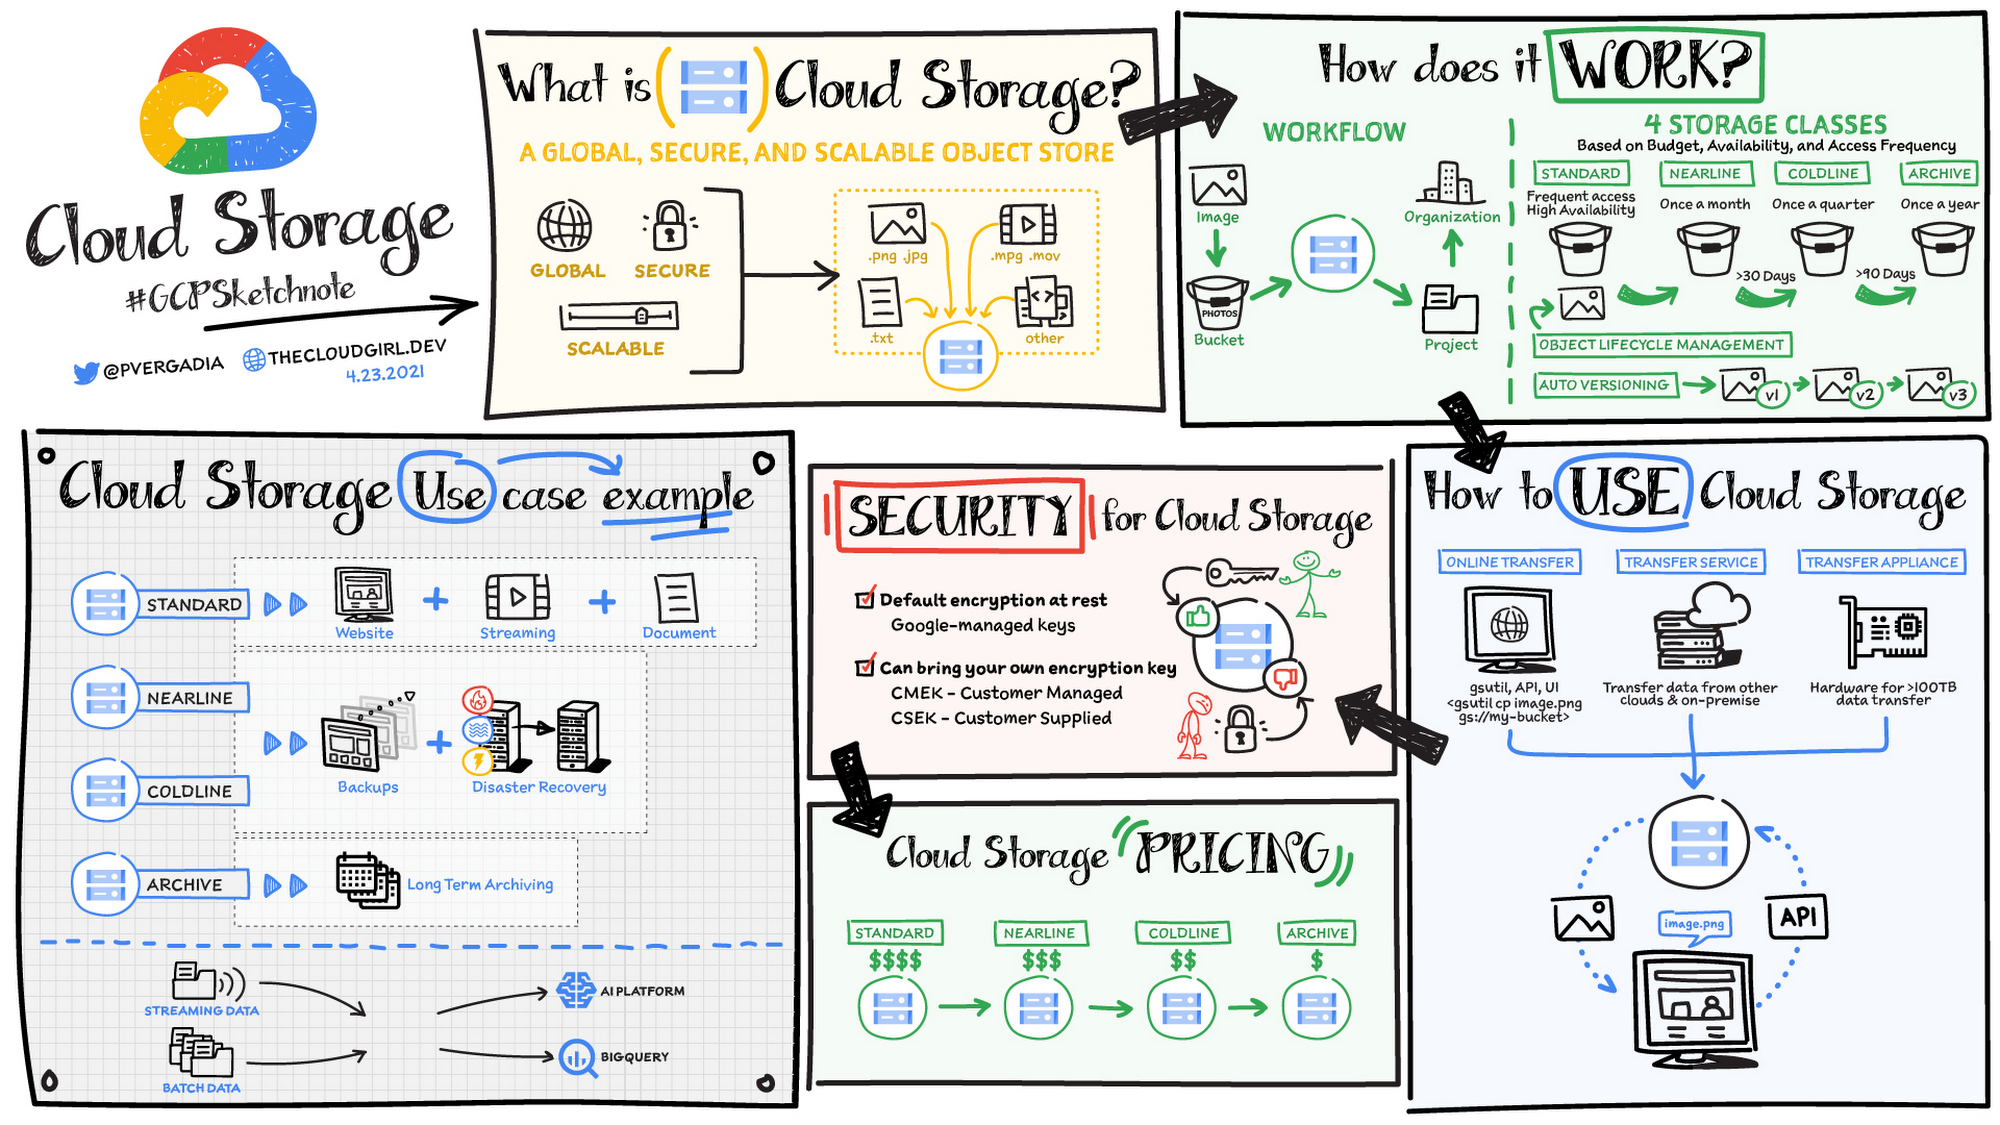 Cloud Storage
#GCPSketchnote
@PVERGADIA
THECLOUDGIRL.DEV
4.23.2021
What is Cloud Storage?
A GLOBAL, SECURE, AND SCALABLE OBJECT STORE
GLOBAL
SECURE
SCALABLE
.png .jpg
.mpg .mov
.txt
other
How does it WORK?
WORKFLOW
Image
PHOTOS
Bucket
Organization
Project
4 STORAGE CLASSES
Based on Budget, Availability, and Access Frequency
STANDARD
NEARLINE
COLDLINE
ARCHIVE
Frequent access
High Availability
Once a month
Once a quarter
Once a year
>30 Days
>90 Days
OBJECT LIFECYCLE MANAGEMENT
AUTO VERSIONING
v1
v2
v3
Cloud Storage Use case example
STANDARD
Website
Streaming
Document
NEARLINE
COLDLINE
Backups
Disaster Recovery
ARCHIVE
Long Term Archiving
STREAMING DATA
BATCH DATA
AI PLATFORM
BIGQUERY
SECURITY for Cloud Storage
Default encryption at rest
Google-managed keys
Can bring your own encryption key
CMEK - Customer Managed
CSEK - Customer Supplied
Cloud Storage PRICING
STANDARD
NEARLINE
COLDLINE
ARCHIVE
$$$$
$$$
$$
$
How to USE Cloud Storage
ONLINE TRANSFER
TRANSFER SERVICE
TRANSFER APPLIANCE
gsutil, API, UI
<gsutil cp image.png
gs://my-bucket>
Transfer data from other
clouds & on-premise
Hardware for >100TB
data transfer
image.png
API